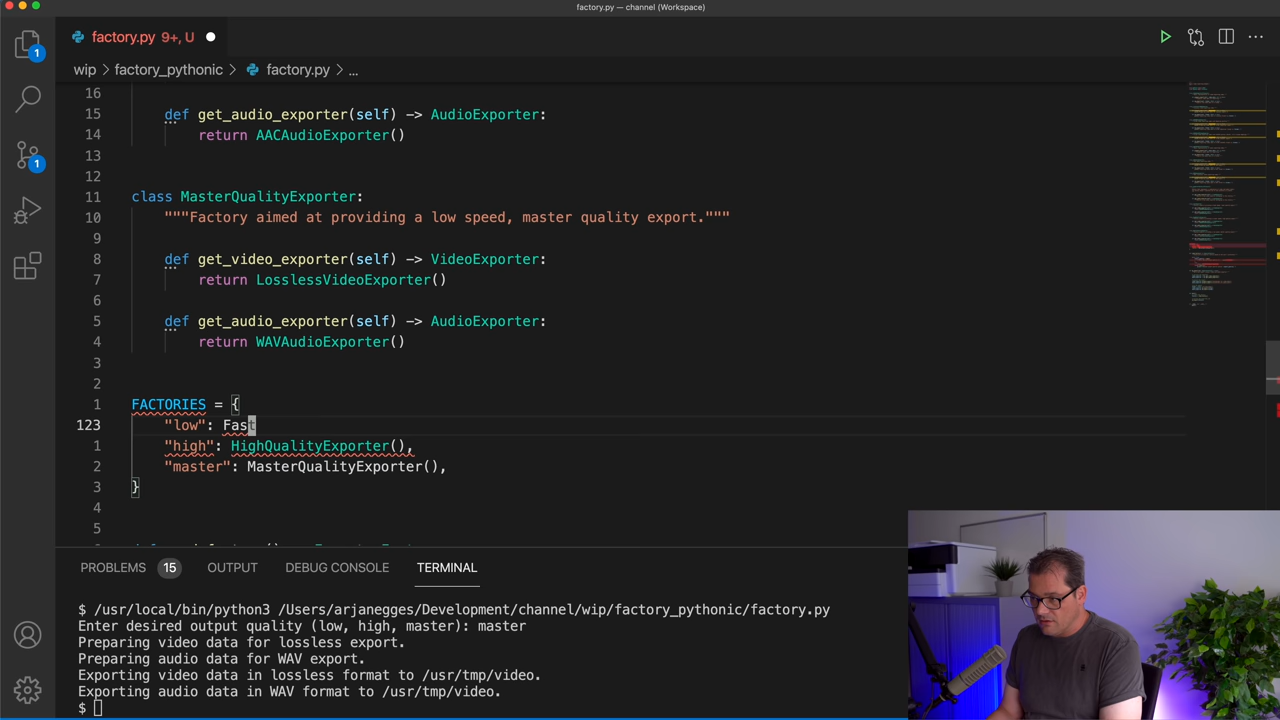 factory.py — channel (Workspace)
factory.py 9+, U
wip > factory_pythonic > factory.py > ...
1
1
16
15 def get_audio_exporter(self) -> AudioExporter:
14 return AACAudioExporter()
13
12
11 class MasterQualityExporter:
10 """Factory aimed at providing a low speed, master quality export."""
9
8 def get_video_exporter(self) -> VideoExporter:
7 return LosslessVideoExporter()
6
5 def get_audio_exporter(self) -> AudioExporter:
4 return WAVAudioExporter()
3
2
1 FACTORIES = {
123 "low": Fast
1 "high": HighQualityExporter(),
2 "master": MasterQualityExporter(),
3 }
4
5
PROBLEMS 15 OUTPUT DEBUG CONSOLE TERMINAL
$ /usr/local/bin/python3 /Users/arjanegges/Development/channel/wip/factory_pythonic/factory.py
Enter desired output quality (low, high, master): master
Preparing video data for lossless export.
Preparing audio data for WAV export.
Exporting video data in lossless format to /usr/tmp/video.
Exporting audio data in WAV format to /usr/tmp/video.
$